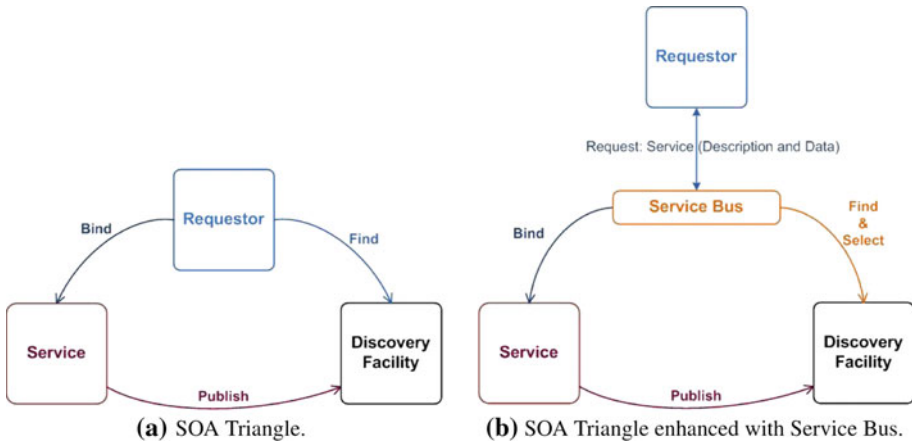 Requestor
Bind
Find
Service
Discovery
Facility
Publish
(a) SOA Triangle.
Requestor
Request: Service (Description and Data)
Service Bus
Bind
Find
&
Select
Service
Discovery
Facility
Publish
(b) SOA Triangle enhanced with Service Bus.